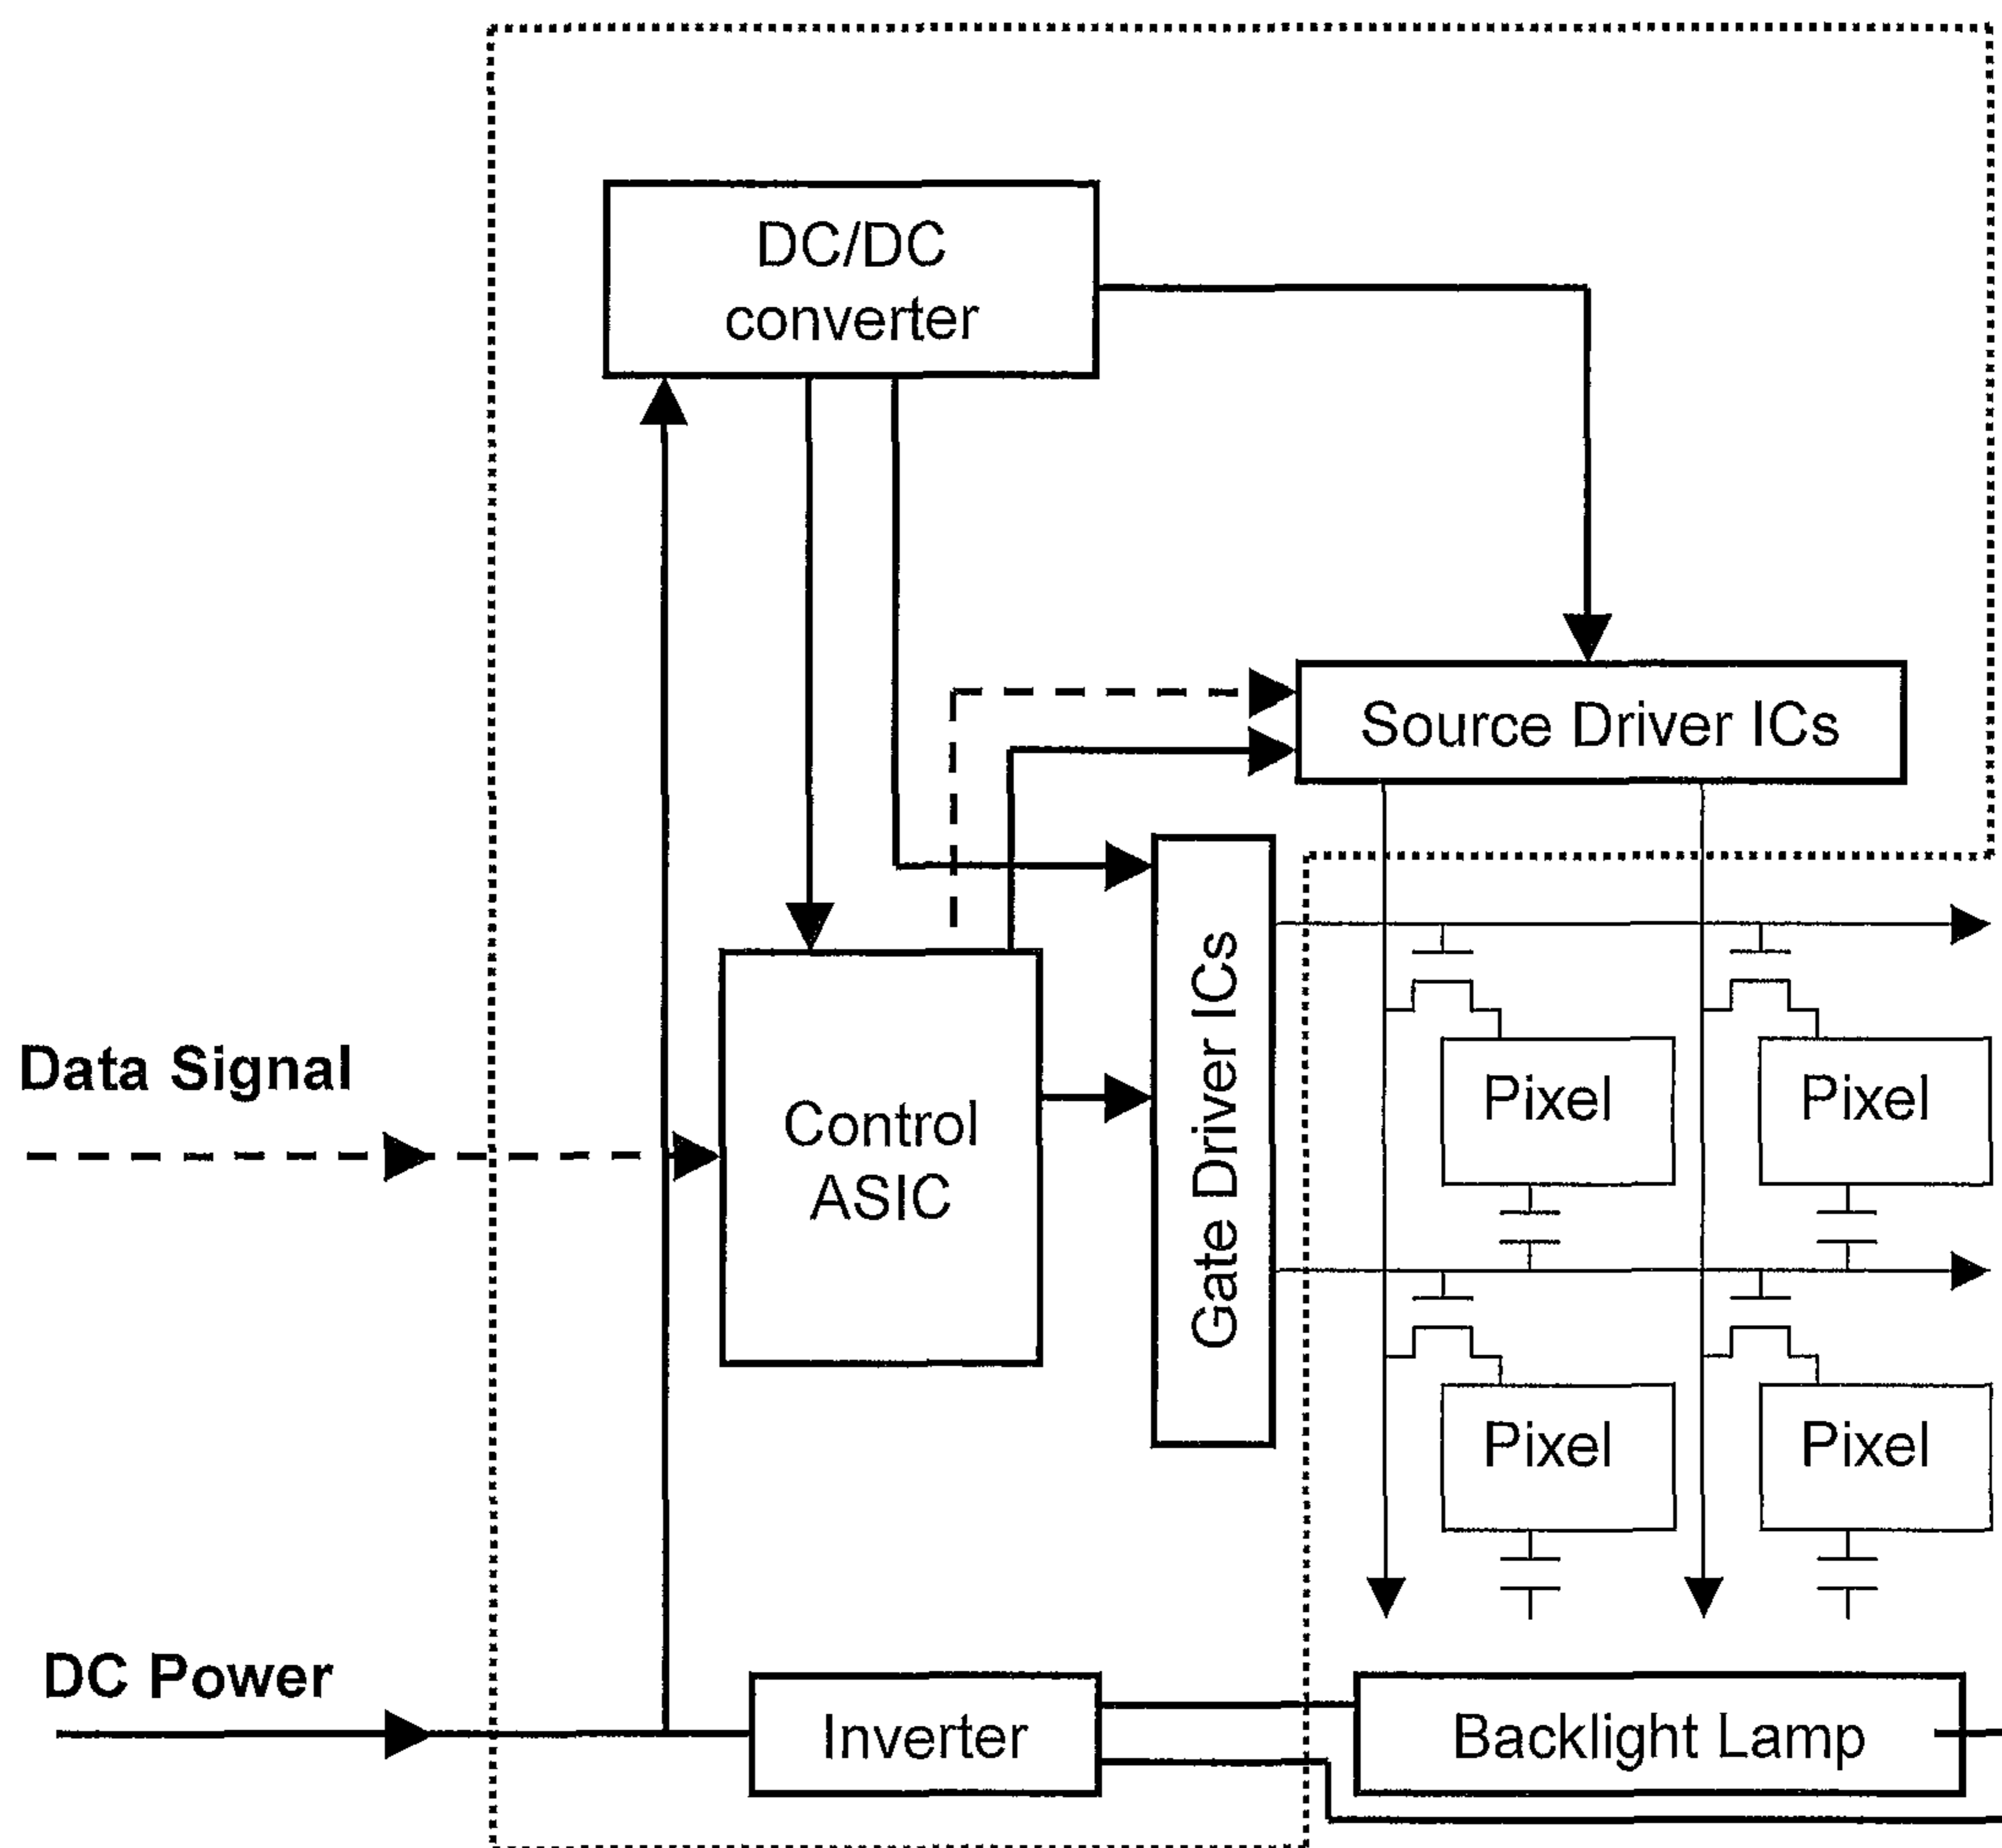 DC/DC
converter
Source Driver ICs
Gate Driver ICs
Data Signal
Control
ASIC
Pixel
Pixel
Pixel
Pixel
DC Power
Inverter
Backlight Lamp